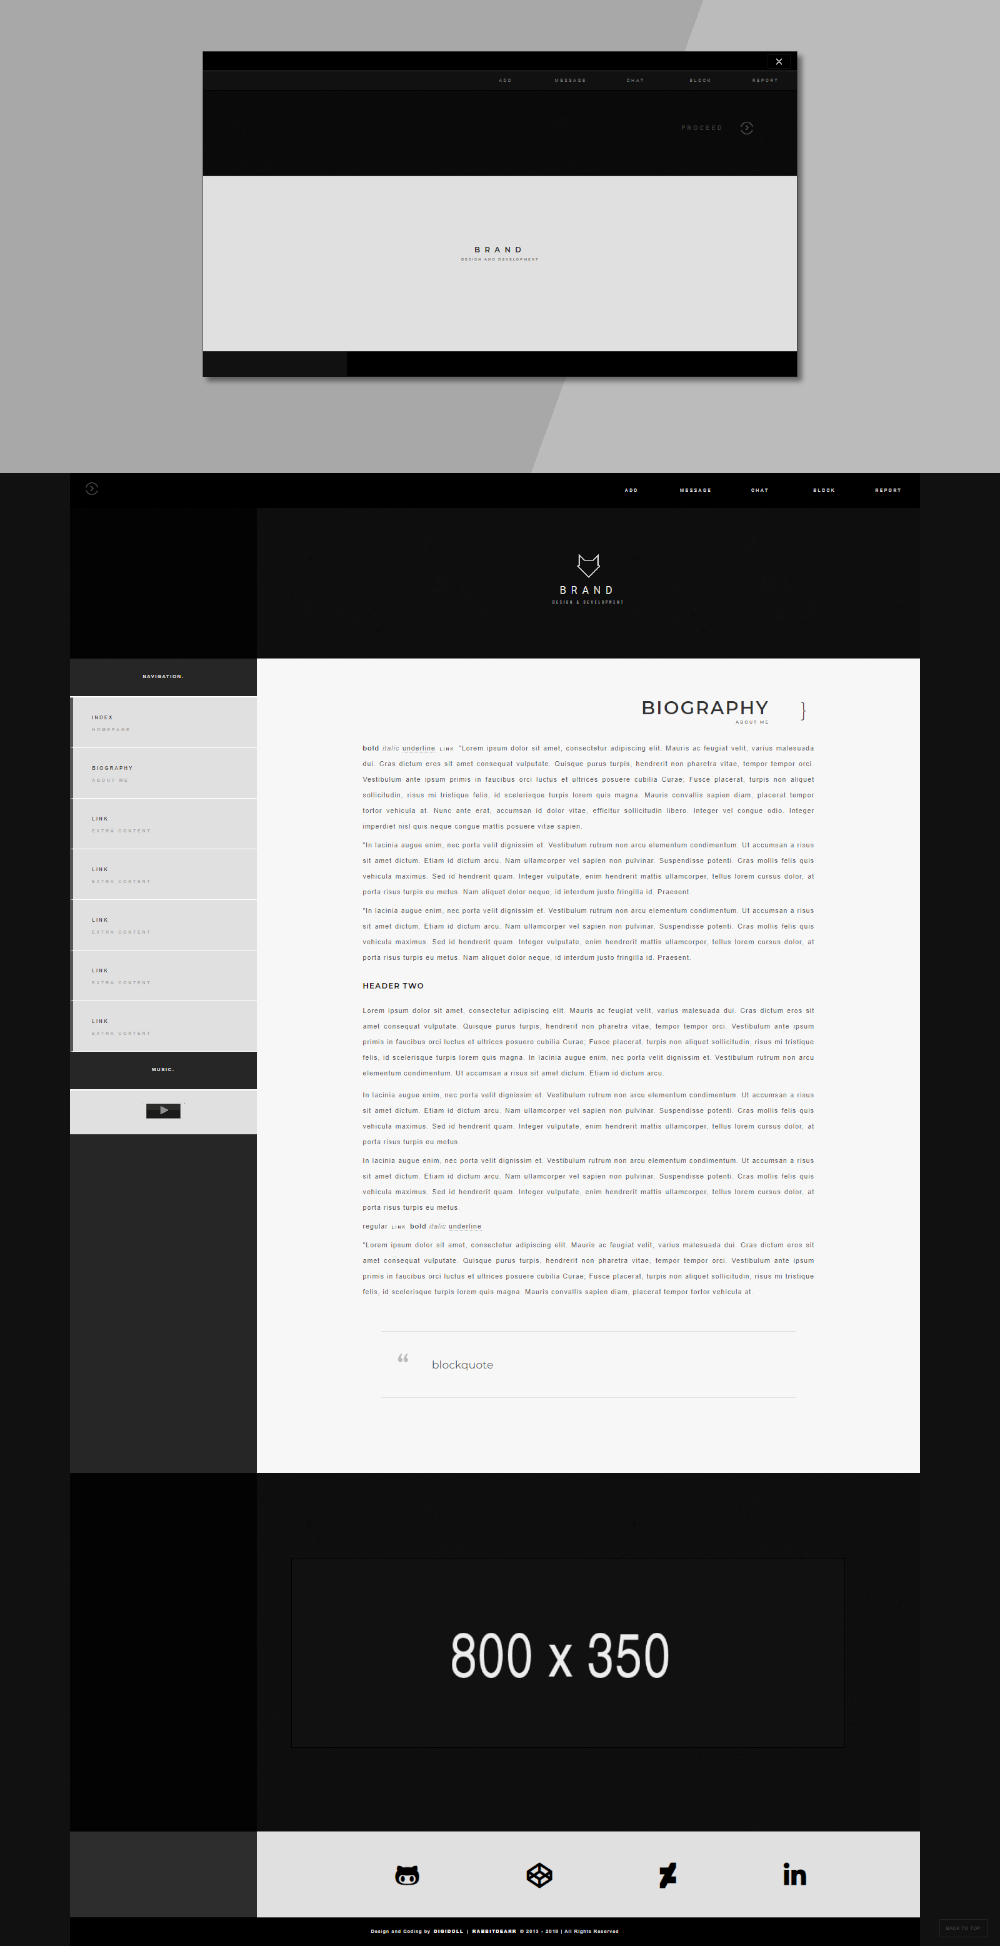 ADD MESSAGE CHAT BLOCK REPORT
PROCEED
BRAND
DESIGN AND DEVELOPMENT
ADD MESSAGE CHAT BLOCK REPORT
BRAND
DESIGN & DEVELOPMENT
NAVIGATION.
INDEX
HOMEPAGE
BIOGRAPHY
ABOUT ME
LINK
EXTRA CONTENT
LINK
EXTRA CONTENT
LINK
EXTRA CONTENT
LINK
EXTRA CONTENT
LINK
EXTRA CONTENT
MUSIC.
BIOGRAPHY }
ABOUT ME
bold italic underline LINK "Lorem ipsum dolor sit amet, consectetur adipiscing elit. Mauris ac feugiat velit, varius malesuada
dui. Cras dictum eros sit amet consequat vulputate. Quisque purus turpis, hendrerit non pharetra vitae, tempor tempor orci.
Vestibulum ante ipsum primis in faucibus orci luctus et ultrices posuere cubilia Curae; Fusce placerat, turpis non aliquet
sollicitudin, risus mi tristique felis, id scelerisque turpis lorem quis magna. Mauris convallis sapien diam, placerat tempor
tortor vehicula at. Nunc ante erat, accumsan id dolor vitae, efficitur sollicitudin libero. Integer vel congue odio. Integer
imperdiet nisl quis neque congue mattis posuere vitae sapien.
"In lacinia augue enim, nec porta velit dignissim et. Vestibulum rutrum non arcu elementum condimentum. Ut accumsan a risus
sit amet dictum. Etiam id dictum arcu. Nam ullamcorper vel sapien non pulvinar. Suspendisse potenti. Cras mollis felis quis
vehicula maximus. Sed id hendrerit quam. Integer vulputate, enim hendrerit mattis ullamcorper, tellus lorem cursus dolor, at
porta risus turpis eu metus. Nam aliquet dolor neque, id interdum justo fringilla id. Praesent.
"In lacinia augue enim, nec porta velit dignissim et. Vestibulum rutrum non arcu elementum condimentum. Ut accumsan a risus
sit amet dictum. Etiam id dictum arcu. Nam ullamcorper vel sapien non pulvinar. Suspendisse potenti. Cras mollis felis quis
vehicula maximus. Sed id hendrerit quam. Integer vulputate, enim hendrerit mattis ullamcorper, tellus lorem cursus dolor, at
porta risus turpis eu metus. Nam aliquet dolor neque, id interdum justo fringilla id. Praesent.
HEADER TWO
Lorem ipsum dolor sit amet, consectetur adipiscing elit. Mauris ac feugiat velit, varius malesuada dui. Cras dictum eros sit
amet consequat vulputate. Quisque purus turpis, hendrerit non pharetra vitae, tempor tempor orci. Vestibulum ante ipsum
primis in faucibus orci luctus et ultrices posuere cubilia Curae; Fusce placerat, turpis non aliquet sollicitudin, risus mi tristique
felis, id scelerisque turpis lorem quis magna. In lacinia augue enim, nec porta velit dignissim et. Vestibulum rutrum non arcu
elementum condimentum. Ut accumsan a risus sit amet dictum. Etiam id dictum arcu.
In lacinia augue enim, nec porta velit dignissim et. Vestibulum rutrum non arcu elementum condimentum. Ut accumsan a risus
sit amet dictum. Etiam id dictum arcu. Nam ullamcorper vel sapien non pulvinar. Suspendisse potenti. Cras mollis felis quis
vehicula maximus. Sed id hendrerit quam. Integer vulputate, enim hendrerit mattis ullamcorper, tellus lorem cursus dolor, at
porta risus turpis eu metus.
In lacinia augue enim, nec porta velit dignissim et. Vestibulum rutrum non arcu elementum condimentum. Ut accumsan a risus
sit amet dictum. Etiam id dictum arcu. Nam ullamcorper vel sapien non pulvinar. Suspendisse potenti. Cras mollis felis quis
vehicula maximus. Sed id hendrerit quam. Integer vulputate, enim hendrerit mattis ullamcorper, tellus lorem cursus dolor, at
porta risus turpis eu metus.
regular LINK bold italic underline
"Lorem ipsum dolor sit amet, consectetur adipiscing elit. Mauris ac feugiat velit, varius malesuada dui. Cras dictum eros sit
amet consequat vulputate. Quisque purus turpis, hendrerit non pharetra vitae, tempor tempor orci. Vestibulum ante ipsum
primis in faucibus orci luctus et ultrices posuere cubilia Curae; Fusce placerat, turpis non aliquet sollicitudin, risus mi tristique
felis, id scelerisque turpis lorem quis magna. Mauris convallis sapien diam, placerat tempor tortor vehicula at.
“ blockquote
800 x 350
in
Design and Coding by DIGIDOLL | RABBITDEARR © 2013 - 2018 | All Rights Reserved
BACK TO TOP